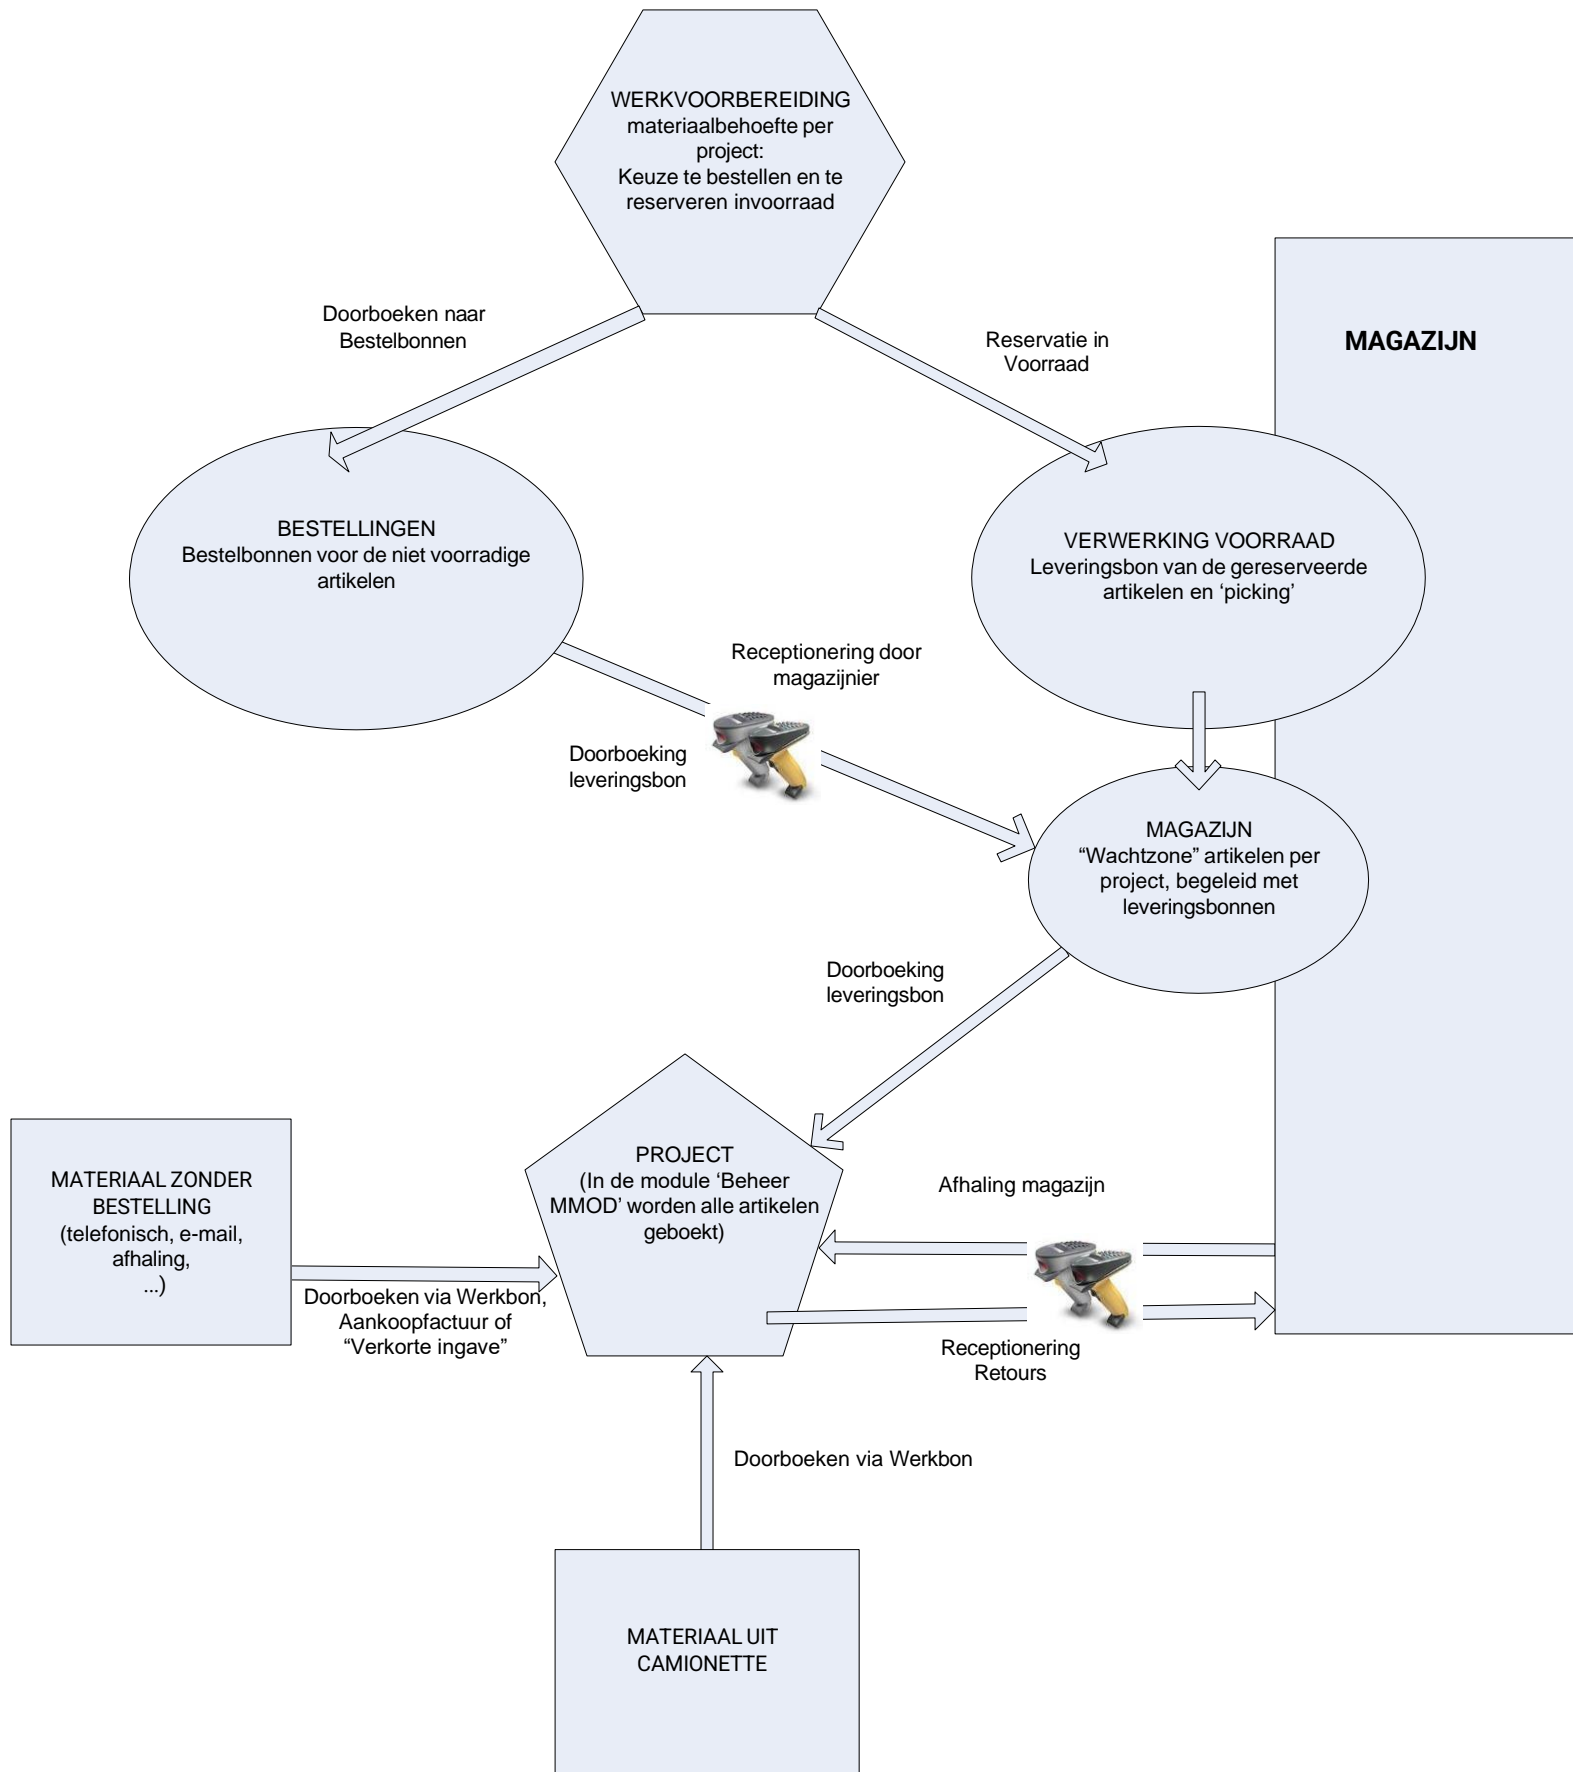 WERKVOORBEREIDING
materiaalbehoefte per
project:
Keuze te bestellen en te
reserveren invoorraad
Doorboeken naar
Bestelbonnen
Reservatie in
Voorraad
MAGAZIJN
BESTELLINGEN
Bestelbonnen voor de niet voorradige
artikelen
VERWERKING VOORRAAD
Leveringsbon van de gereserveerde
artikelen en ‘picking’
Receptionering door
magazijnier
Doorboeking
leveringsbon
MAGAZIJN
“Wachtzone” artikelen per
project, begeleid met
leveringsbonnen
Doorboeking
leveringsbon
MATERIAAL ZONDER
BESTELLING
(telefonisch, e-mail,
afhaling,
...)
PROJECT
(In de module ‘Beheer
MMOD’ worden alle artikelen
geboekt)
Afhaling magazijn
Doorboeken via Werkbon,
Aankoopfactuur of
“Verkorte ingave”
Receptionering
Retours
Doorboeken via Werkbon
MATERIAAL UIT
CAMIONETTE